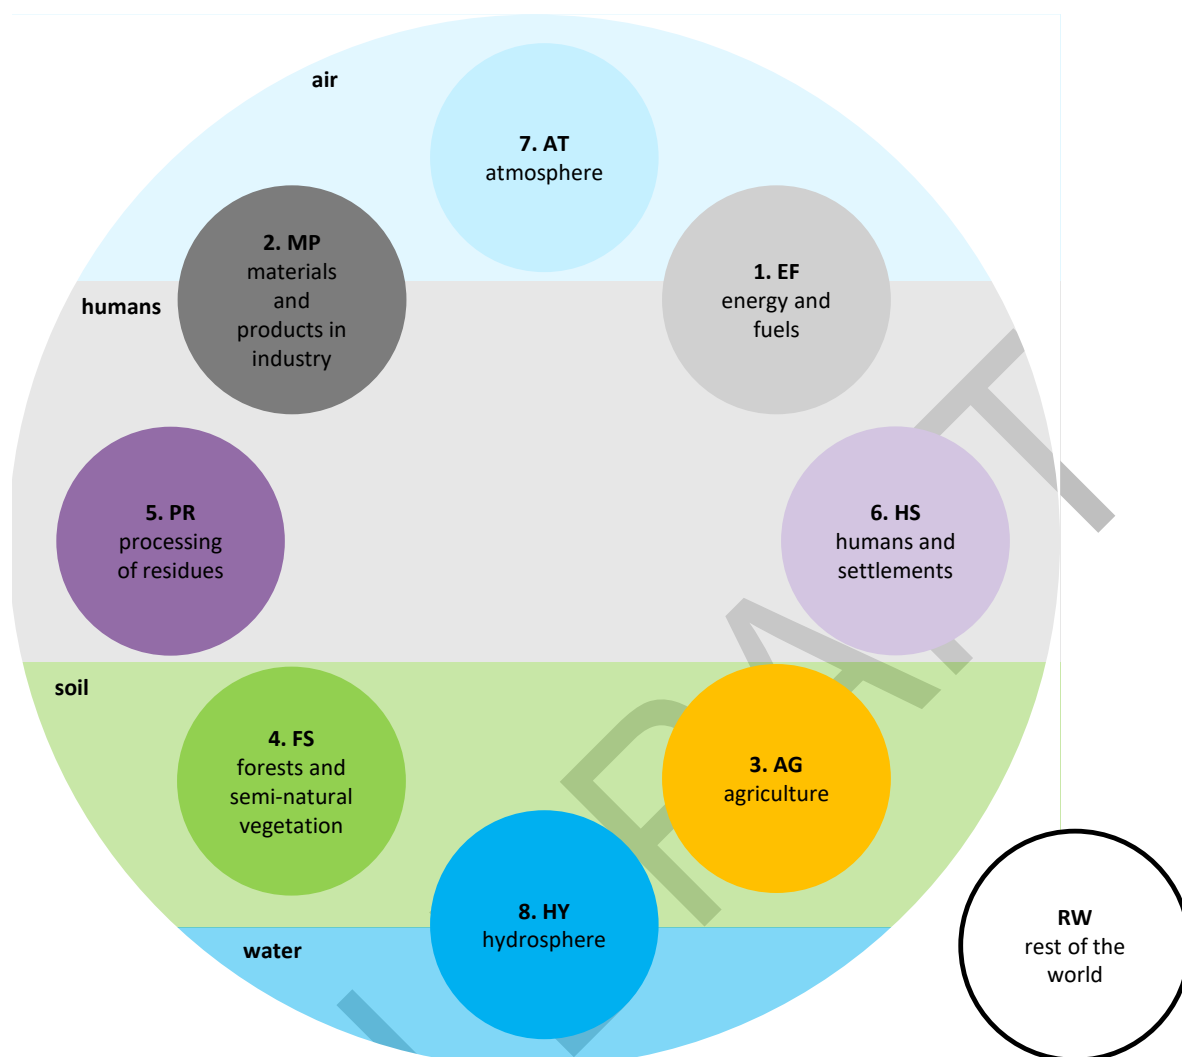 air
7. AT
atmosphere
2. MP
materials
and
products in
industry
1. EF
energy and
fuels
humans
5. PR
processing
of residues
6. HS
humans and
settlements
soil
4. FS
forests and
semi-natural
vegetation
3. AG
agriculture
8. HY
hydrosphere
water
RW
rest of the
world
DRAFT